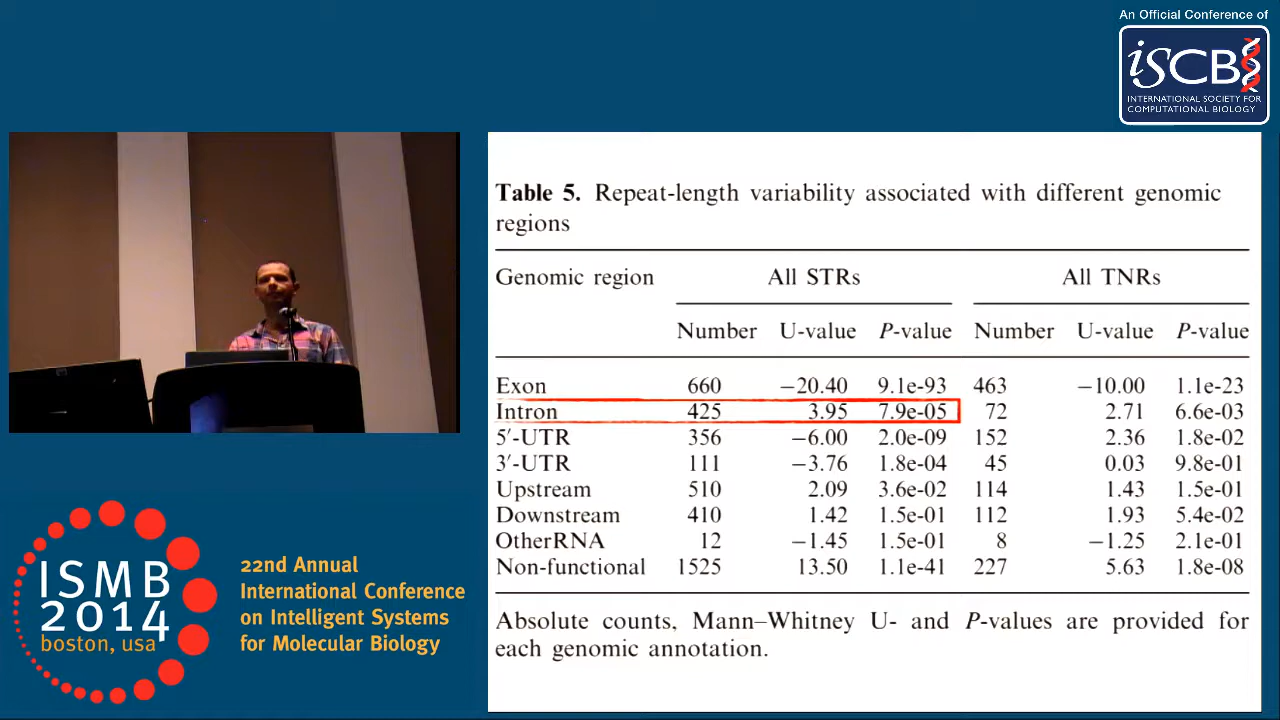 An Official Conference of
iSCB
INTERNATIONAL SOCIETY FOR
COMPUTATIONAL BIOLOGY
Table 5. Repeat-length variability associated with different genomic
regions
Genomic region All STRs All TNRs
Number U-value P-value Number U-value P-value
Exon 660 −20.40 9.1e-93 463 −10.00 1.1e-23
Intron 425 3.95 7.9e-05 72 2.71 6.6e-03
5′-UTR 356 −6.00 2.0e-09 152 2.36 1.8e-02
3′-UTR 111 −3.76 1.8e-04 45 0.03 9.8e-01
Upstream 510 2.09 3.6e-02 114 1.43 1.5e-01
Downstream 410 1.42 1.5e-01 112 1.93 5.4e-02
OtherRNA 12 −1.45 1.5e-01 8 −1.25 2.1e-01
Non-functional 1525 13.50 1.1e-41 227 5.63 1.8e-08
Absolute counts, Mann–Whitney U- and P-values are provided for
each genomic annotation.
ISMB
2014
boston, usa
22nd Annual
International Conference
on Intelligent Systems
for Molecular Biology